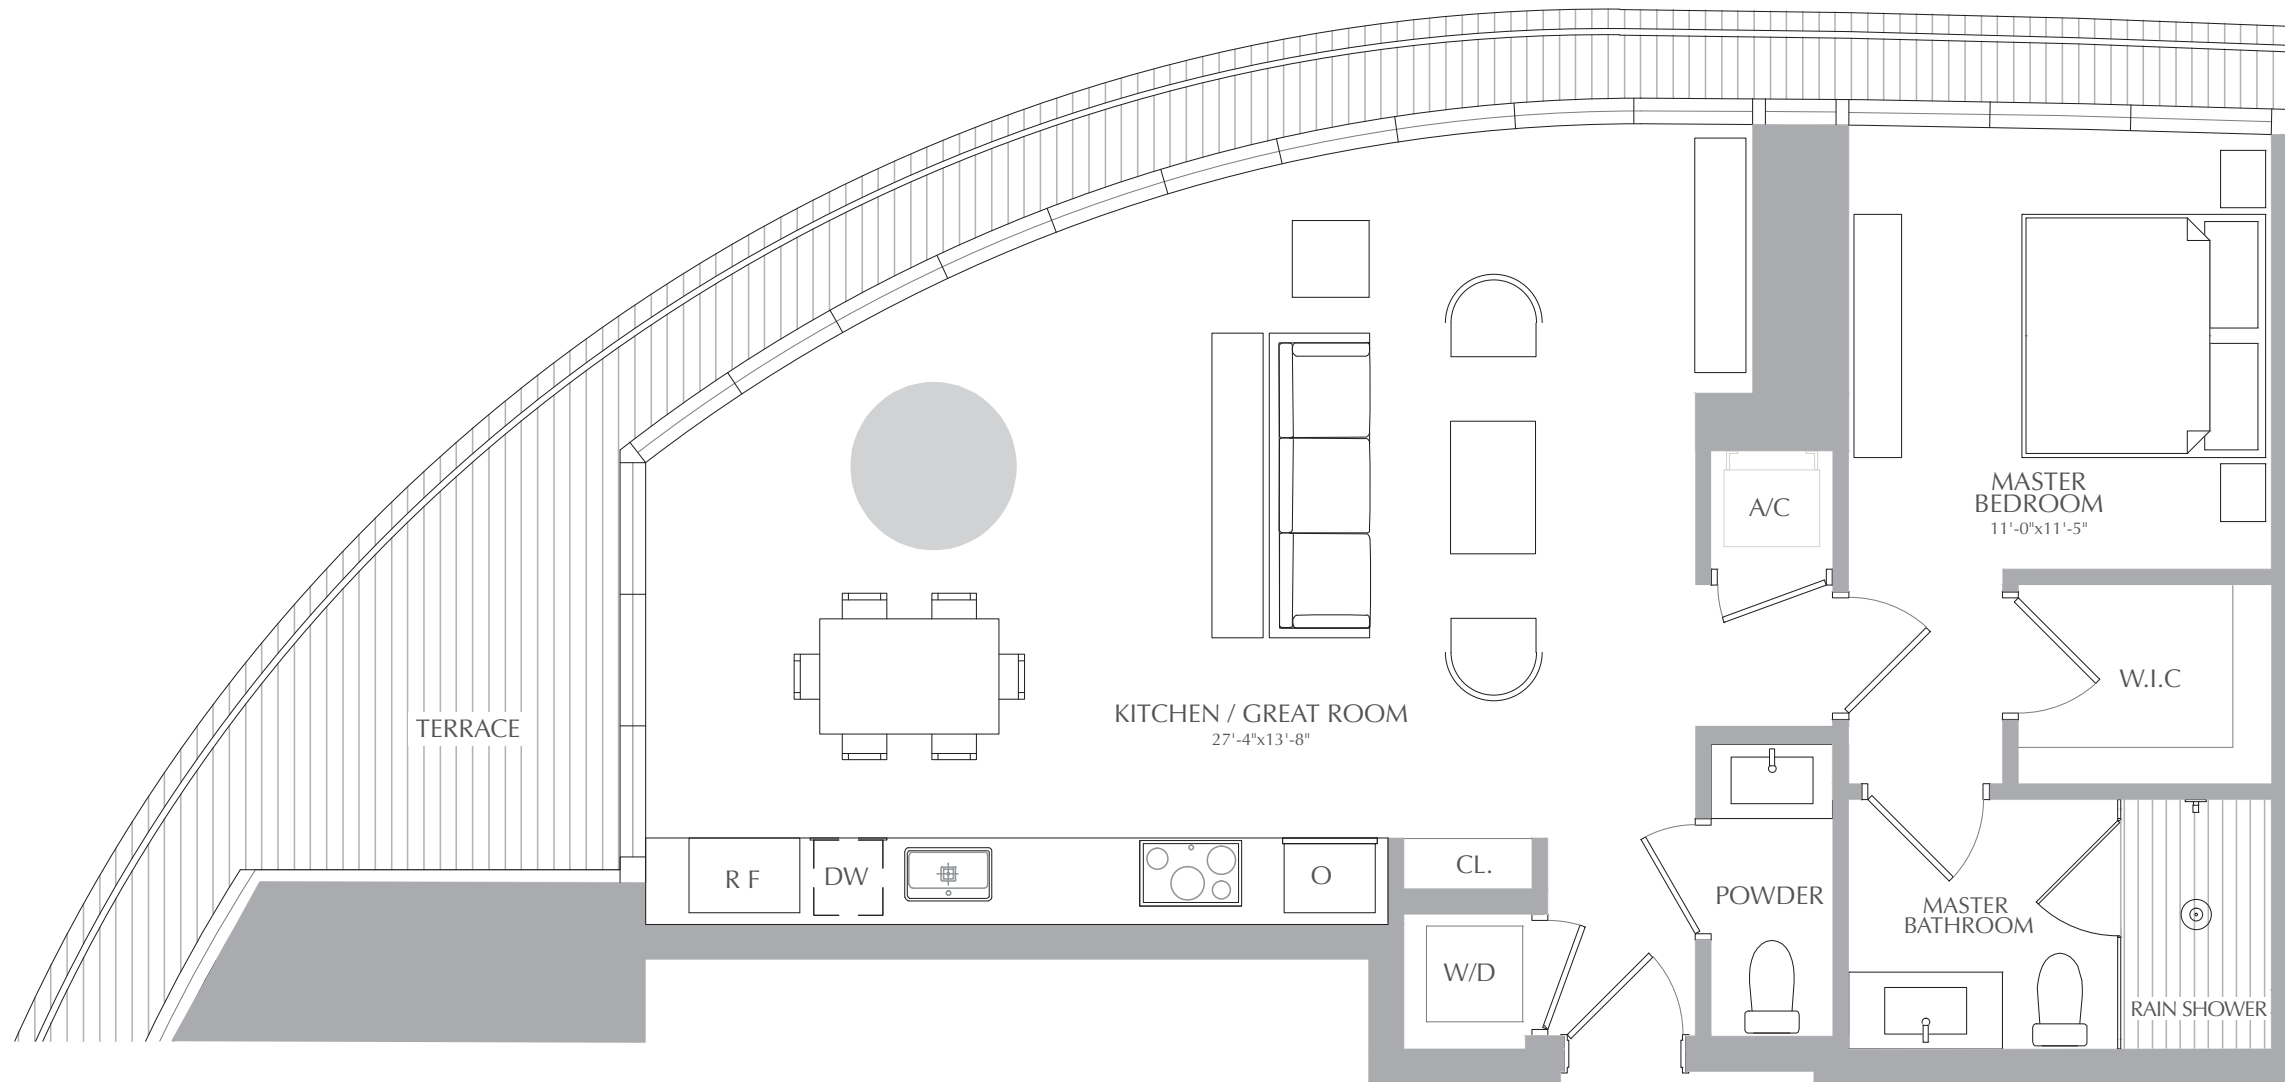 A/C
MASTER
BEDROOM
11'-0"x11'-5"
W.I.C
TERRACE
KITCHEN / GREAT ROOM
27'-4"x13'-8"
R F
DW
O
CL.
POWDER
MASTER
BATHROOM
W/D
RAIN SHOWER